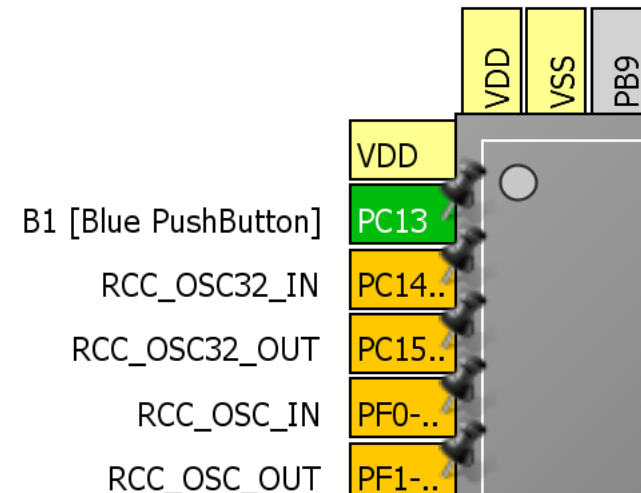 VDD VSS PB9
VDD
B1 [Blue PushButton] PC13
RCC_OSC32_IN PC14..
RCC_OSC32_OUT PC15..
RCC_OSC_IN PF0-..
RCC_OSC_OUT PF1-..